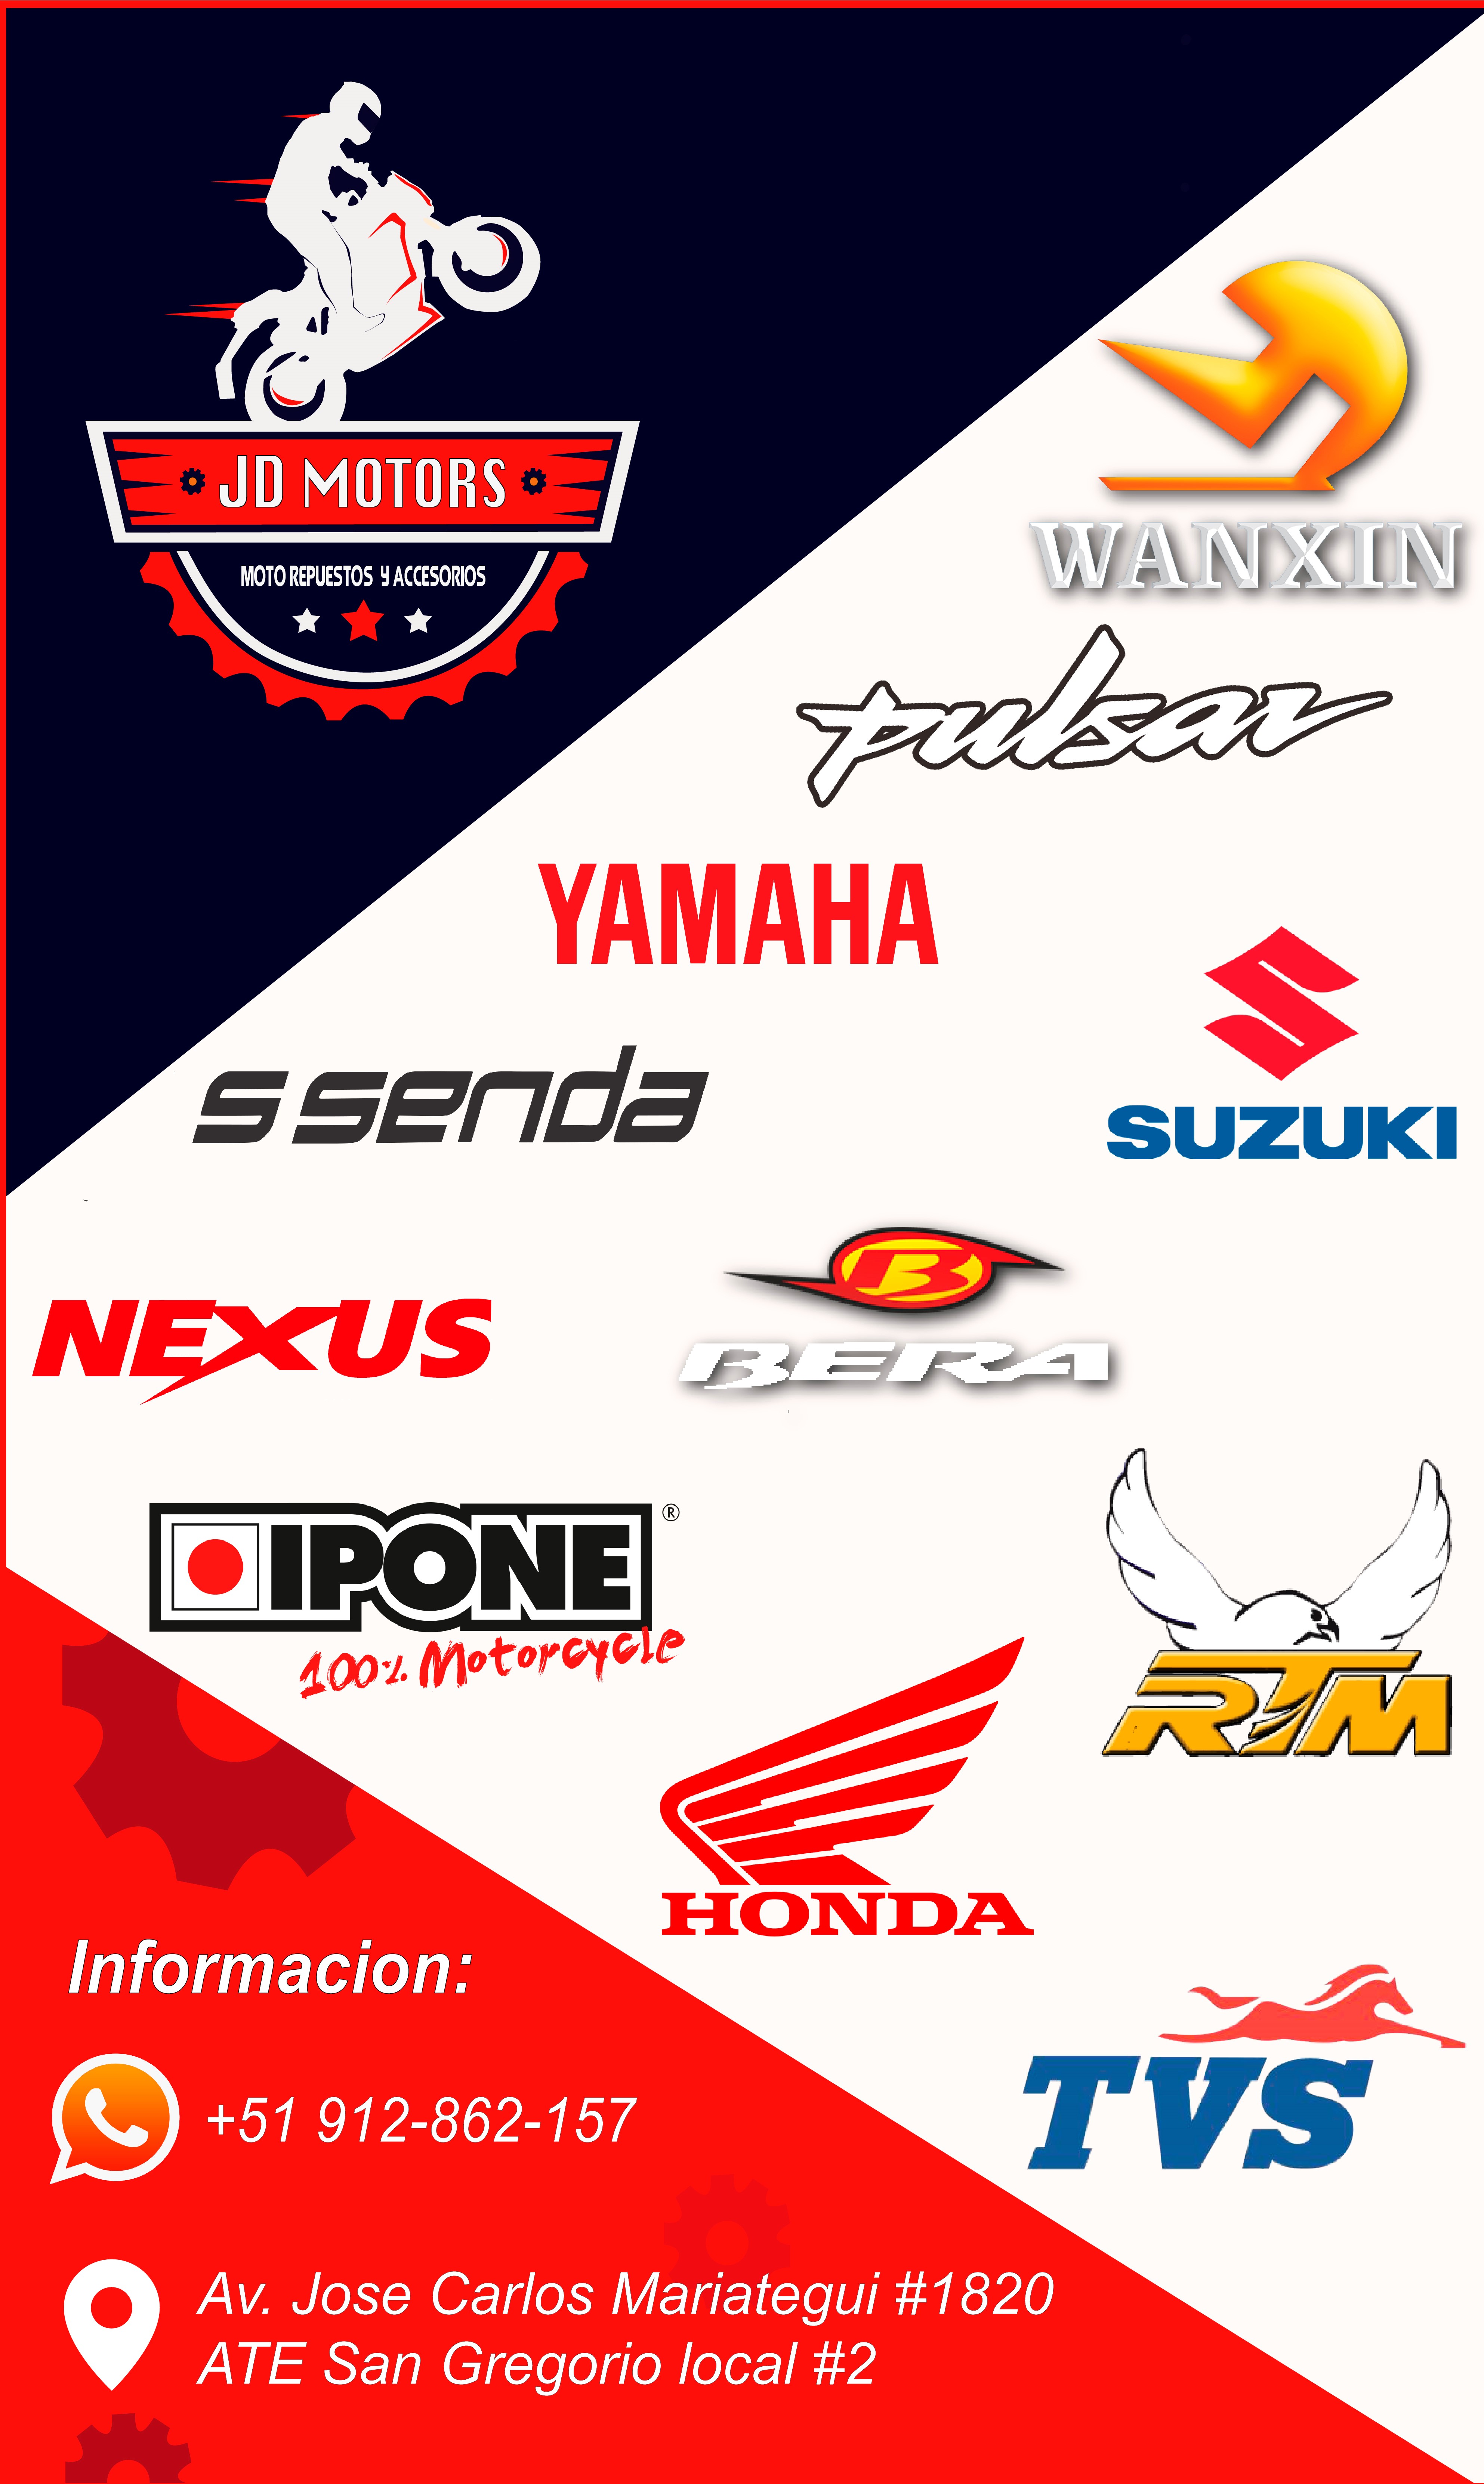 JD MOTORS
MOTO REPUESTOS Y ACCESORIOS
WANXIN
pulsar
YAMAHA
SUZUKI
S SENDA
B
BERA
NEXUS
IPONE ®
100% Motorcycle
RTM
HONDA
TVS
Informacion:
+51 912-862-157
Av. Jose Carlos Mariategui #1820
ATE San Gregorio local #2